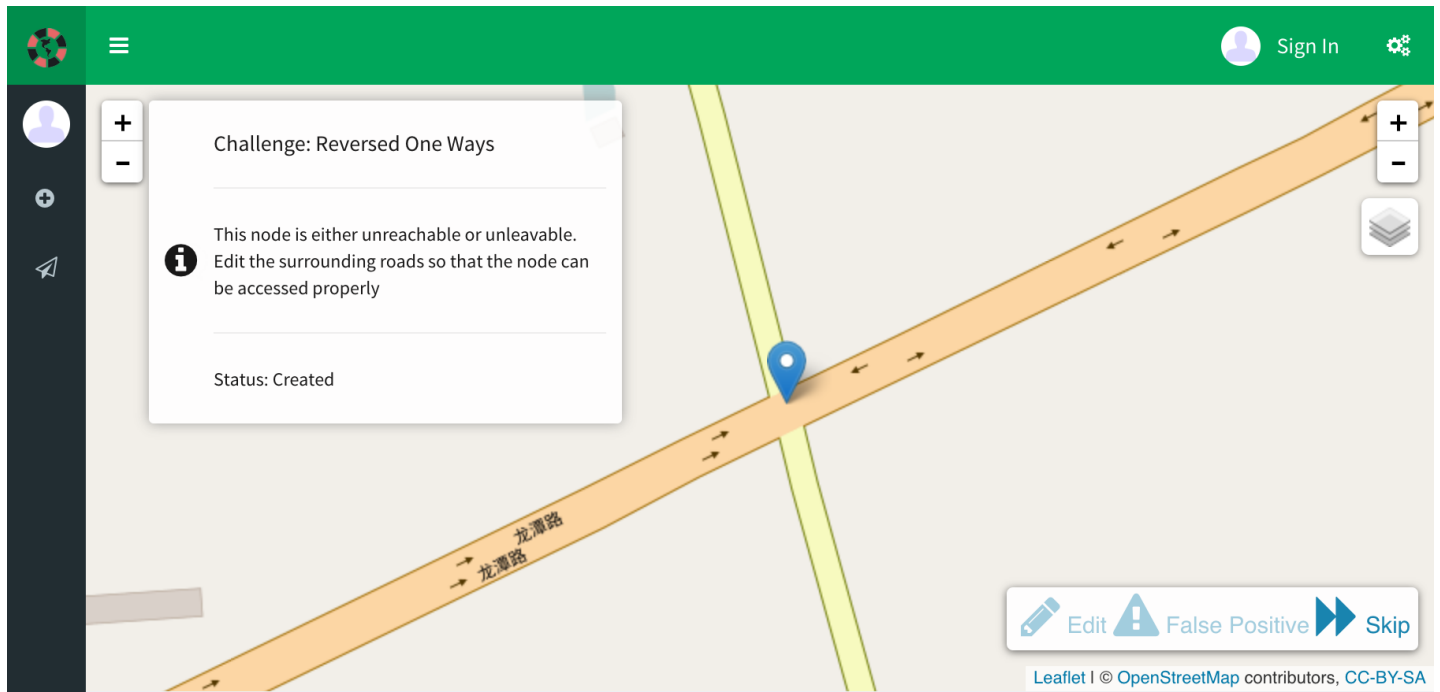 Sign In
Challenge: Reversed One Ways
This node is either unreachable or unleavable.
Edit the surrounding roads so that the node can
be accessed properly
Status: Created
龙潭路
龙潭路
Edit False Positive Skip
Leaflet | © OpenStreetMap contributors, CC-BY-SA